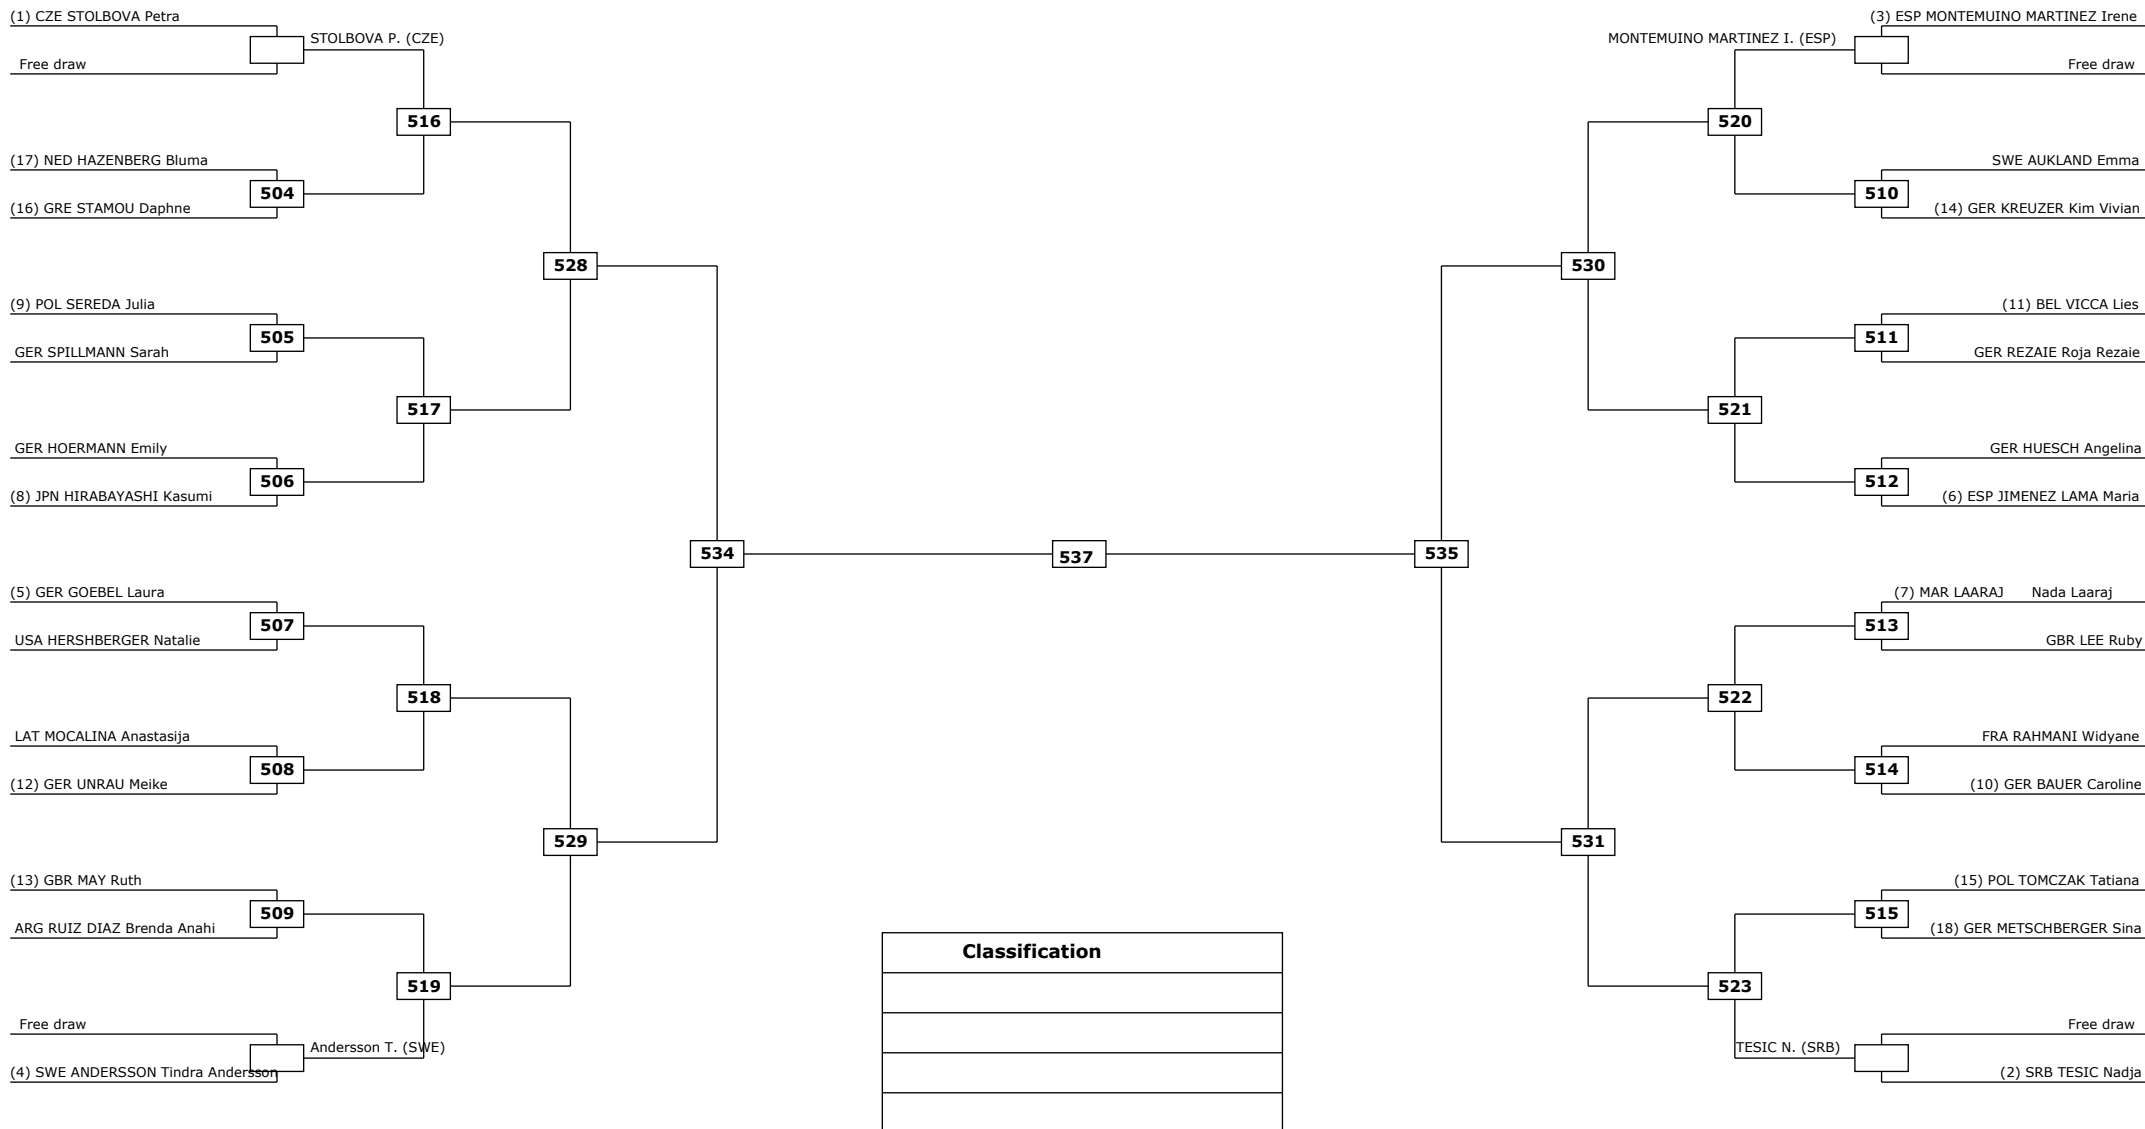 (1) CZE STOLBOVA Petra
STOLBOVA P. (CZE)
Free draw
516
(17) NED HAZENBERG Bluma
504
(16) GRE STAMOU Daphne
528
(9) POL SEREDA Julia
505
GER SPILLMANN Sarah
517
GER HOERMANN Emily
506
(8) JPN HIRABAYASHI Kasumi
534
(5) GER GOEBEL Laura
507
USA HERSHBERGER Natalie
518
LAT MOCALINA Anastasija
508
(12) GER UNRAU Meike
529
(13) GBR MAY Ruth
509
ARG RUIZ DIAZ Brenda Anahi
519
Free draw
Andersson T. (SWE)
(4) SWE ANDERSSON Tindra Andersson
537
Classification
(3) ESP MONTEMUINO MARTINEZ Irene
MONTEMUINO MARTINEZ I. (ESP)
Free draw
520
SWE AUKLAND Emma
510
(14) GER KREUZER Kim Vivian
530
(11) BEL VICCA Lies
511
GER REZAIE Roja Rezaie
521
GER HUESCH Angelina
512
(6) ESP JIMENEZ LAMA Maria
535
(7) MAR LAARAJ Nada Laaraj
513
GBR LEE Ruby
522
FRA RAHMANI Widyane
514
(10) GER BAUER Caroline
531
(15) POL TOMCZAK Tatiana
515
(18) GER METSCHBERGER Sina
523
Free draw
TESIC N. (SRB)
(2) SRB TESIC Nadja